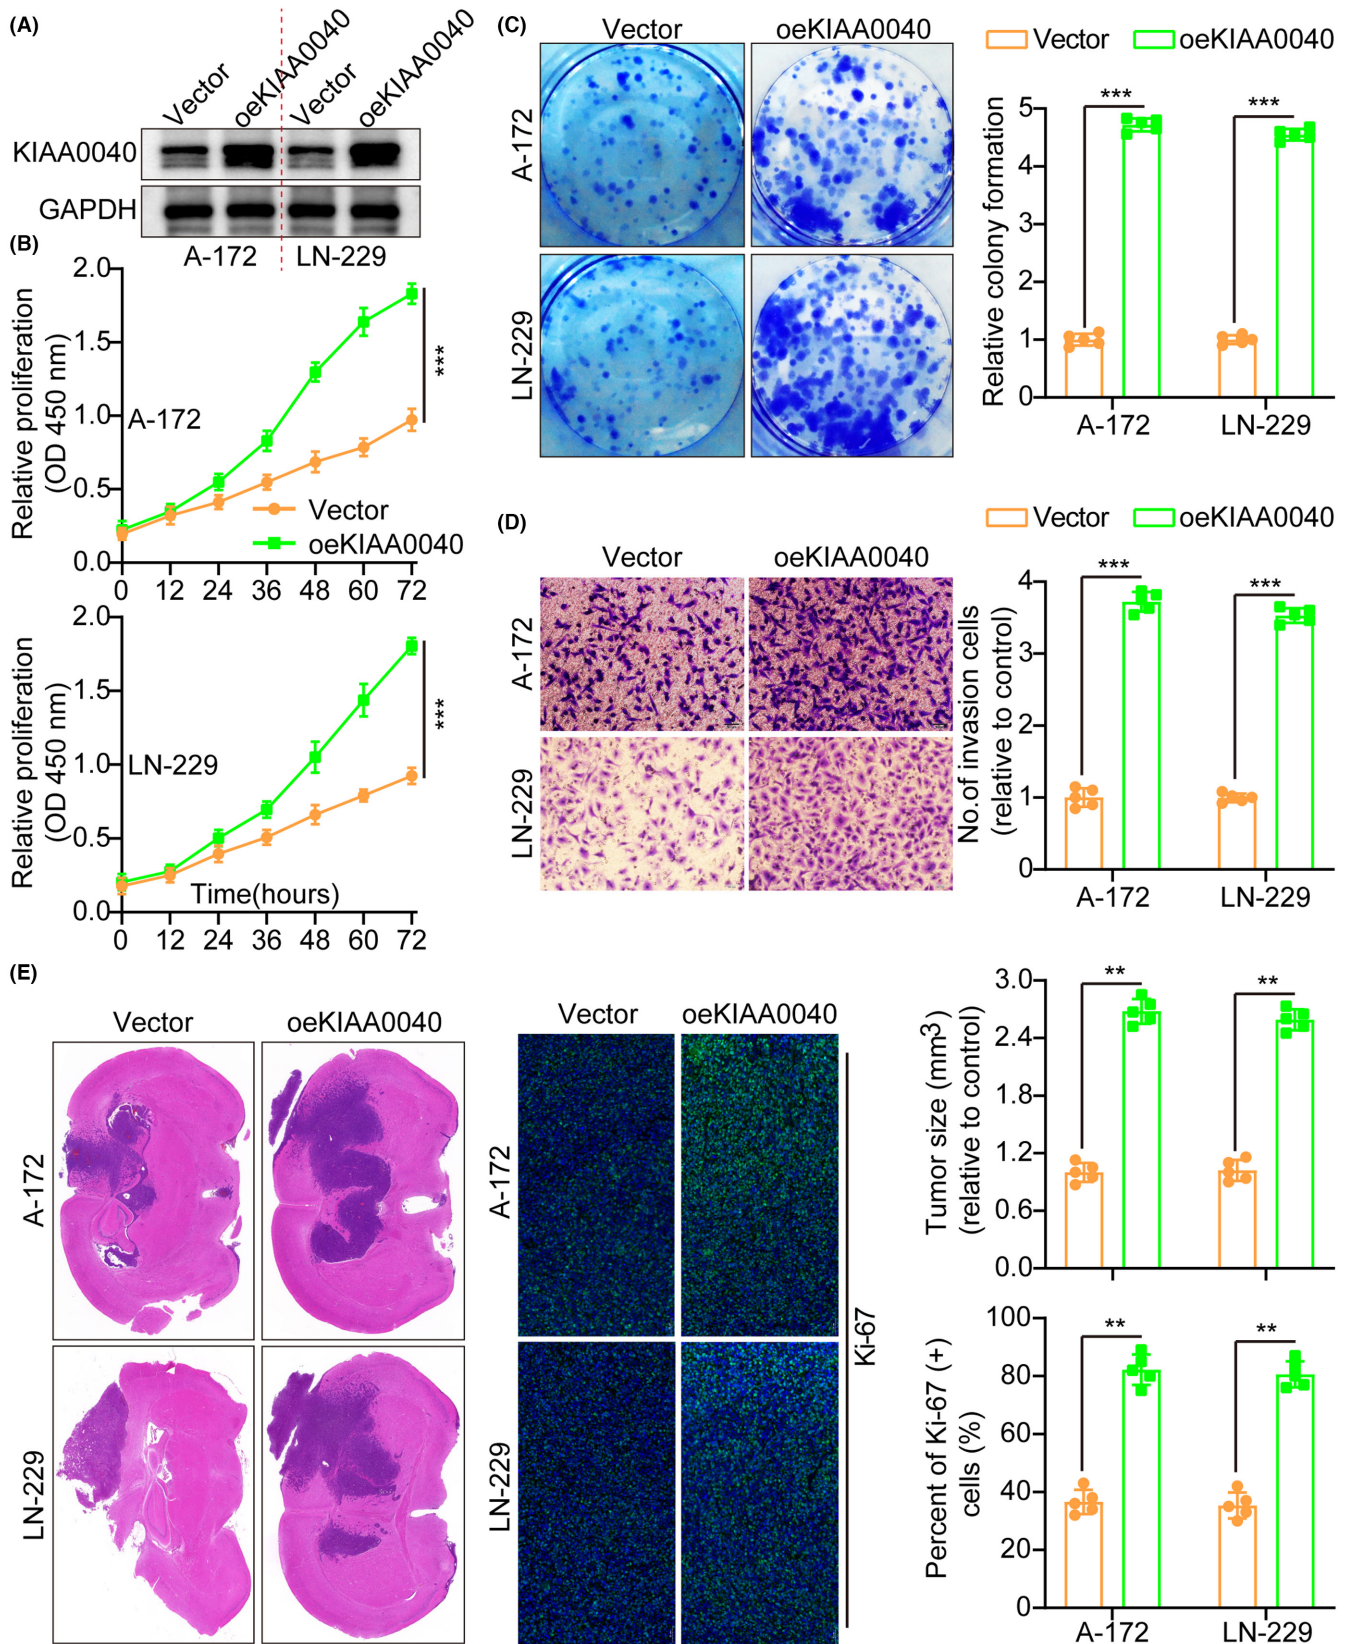 (A)
Vector
oeKIAA0040
Vector
oeKIAA0040
KIAA0040
GAPDH
A-172
LN-229
(B)
Relative proliferation
(OD 450 nm)
2.0
1.5
1.0
0.5
0.0
A-172
***
Vector
oeKIAA0040
0 12 24 36 48 60 72
Relative proliferation
(OD 450 nm)
2.0
1.5
1.0
0.5
0.0
LN-229
***
Time(hours)
0 12 24 36 48 60 72
(C)
Vector
oeKIAA0040
A-172
LN-229
Vector
oeKIAA0040
Relative colony formation
5
4
3
2
1
0
***
***
A-172
LN-229
(D)
Vector
oeKIAA0040
A-172
LN-229
Vector
oeKIAA0040
No.of invasion cells
(relative to control)
4
3
2
1
0
***
***
A-172
LN-229
(E)
Vector
oeKIAA0040
A-172
LN-229
Vector
oeKIAA0040
A-172
LN-229
Ki-67
Tumor size (mm3)
(relative to control)
3.0
2.4
1.8
1.2
0.6
0.0
**
**
Percent of Ki-67 (+)
cells (%)
100
80
60
40
20
0
**
**
A-172
LN-229